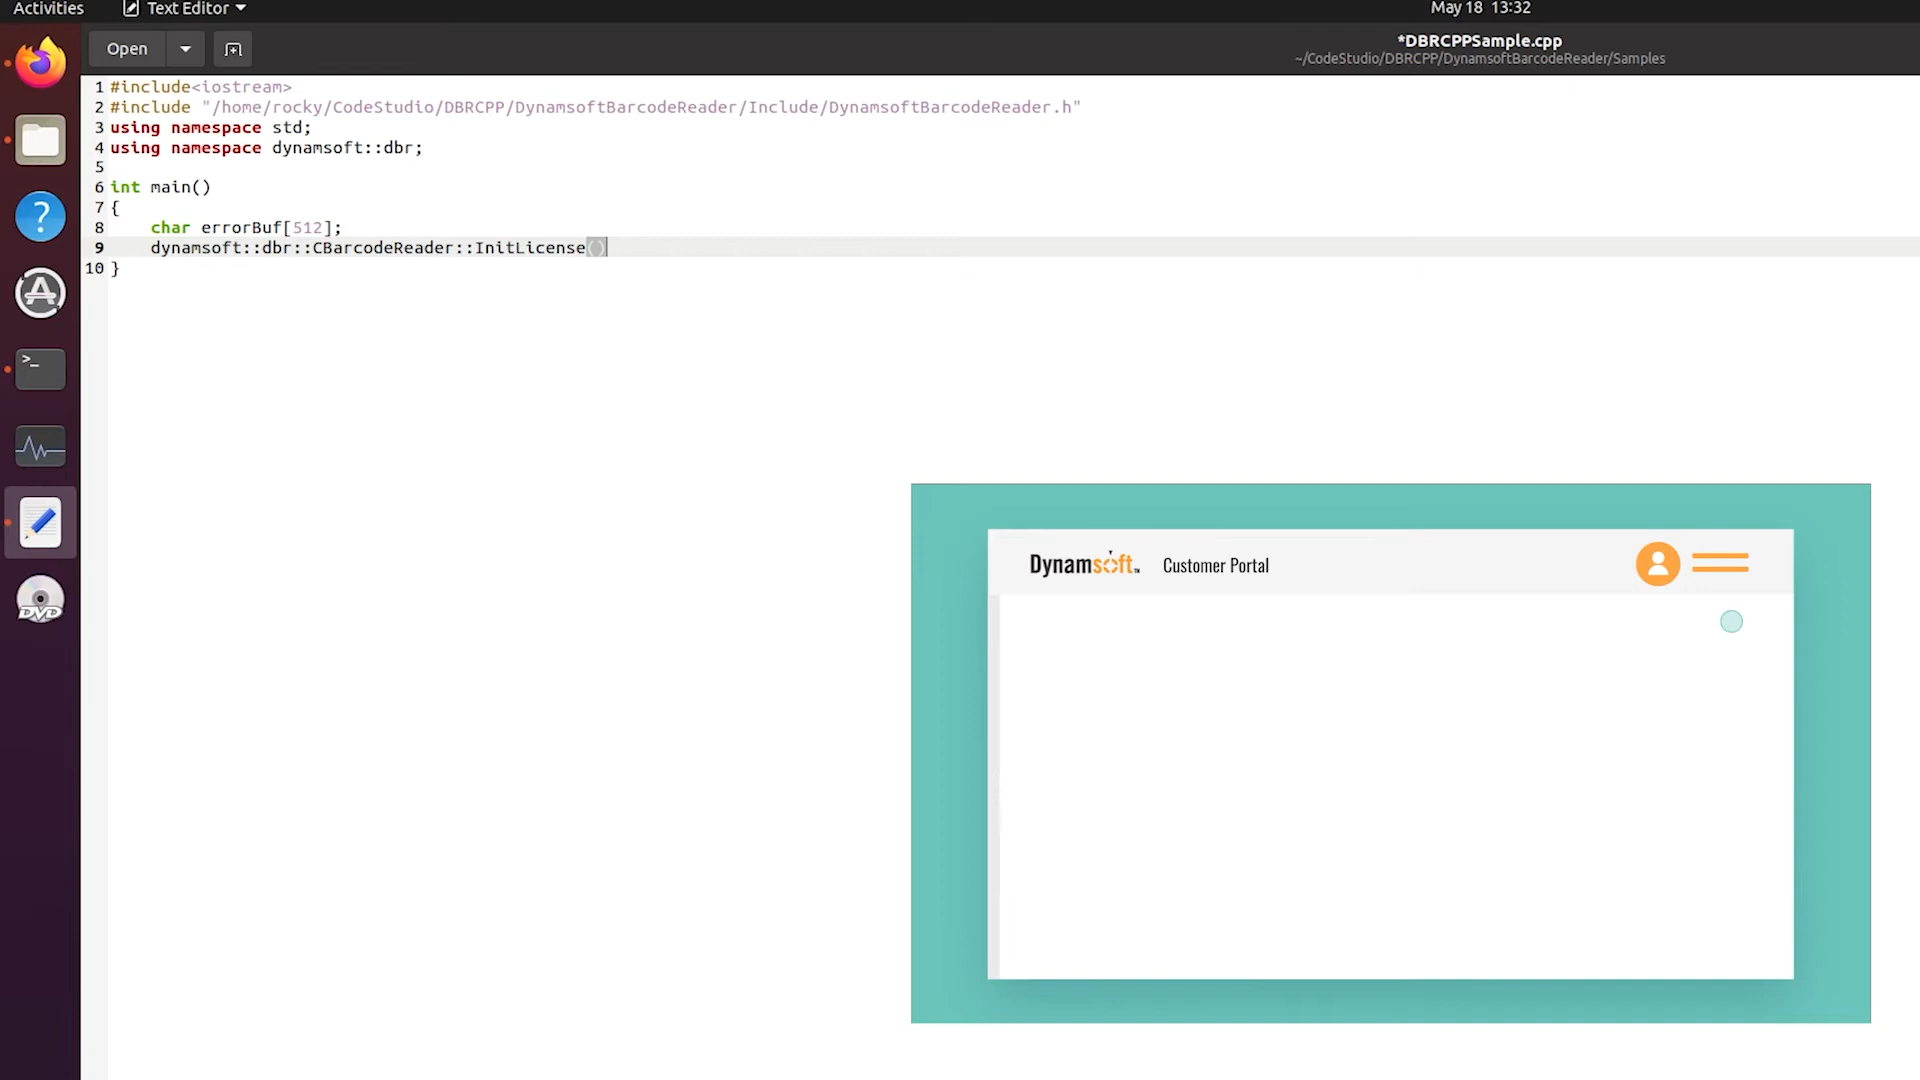 Activities
Text Editor
May 18 13:32
Open
*DBRCPPSample.cpp
~/CodeStudio/DBRCPP/DynamsoftBarcodeReader/Samples
1 #include<iostream>
2 #include "/home/rocky/CodeStudio/DBRCPP/DynamsoftBarcodeReader/Include/DynamsoftBarcodeReader.h"
3 using namespace std;
4 using namespace dynamsoft::dbr;
5
6 int main()
7 {
8 char errorBuf[512];
9 dynamsoft::dbr::CBarcodeReader::InitLicense()
10 }
>_
?
A
DVD
Dynamsoft™ Customer Portal